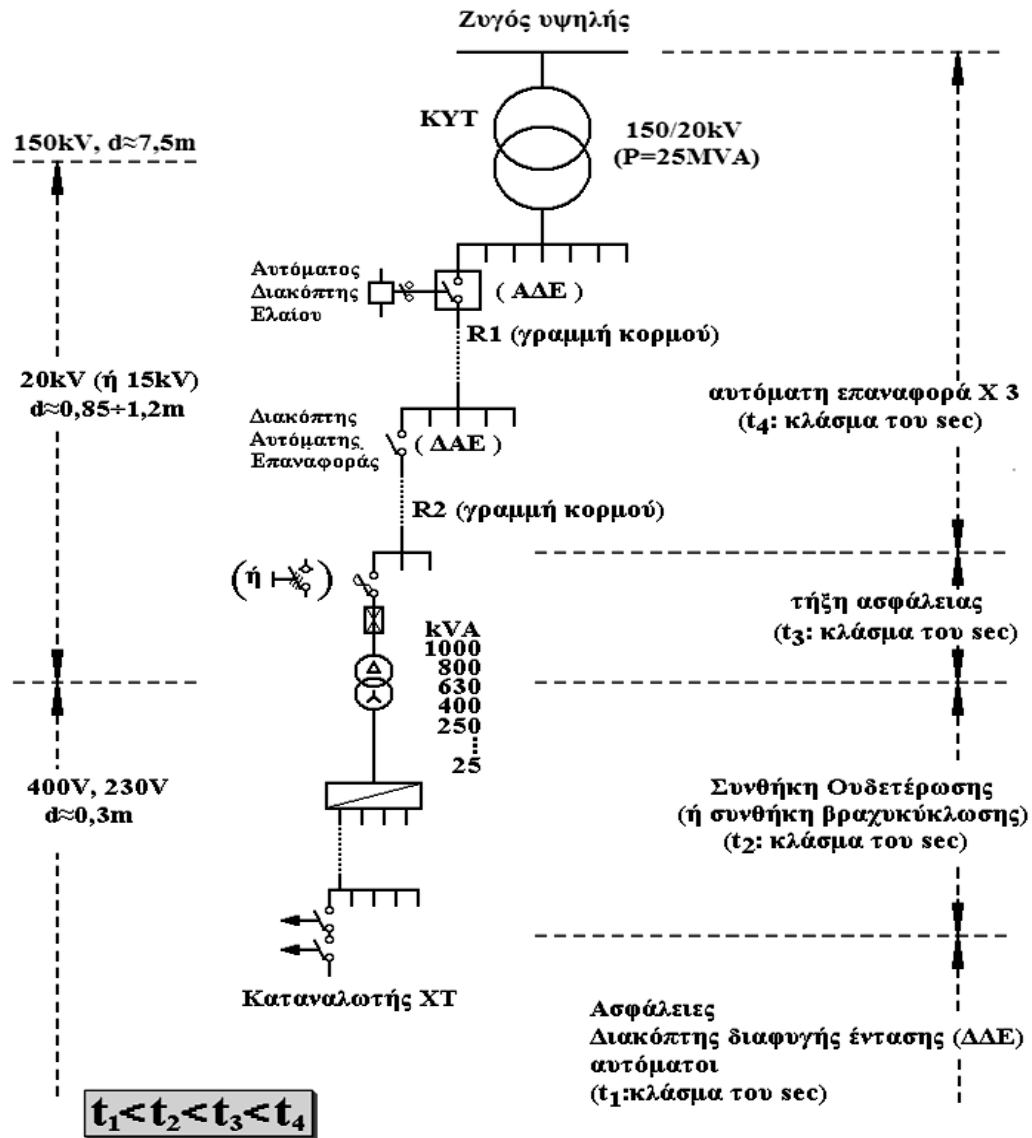 Ζυγός υψηλής
ΚΥΤ
150/20kV
(P=25MVA)
150kV, d≈7,5m
Αυτόματος
Διακόπτης
Ελαίου
( ΑΔΕ )
R1 (γραμμή κορμού)
20kV (ή 15kV)
d≈0,85÷1,2m
αυτόματη επαναφορά Χ 3
(t4: κλάσμα του sec)
Διακόπτης
Αυτόματης
Επαναφοράς
( ΔΑΕ )
R2 (γραμμή κορμού)
(ή )
τήξη ασφάλειας
(t3: κλάσμα του sec)
kVA
1000
800
630
400
250
25
400V, 230V
d≈0,3m
Συνθήκη Ουδετέρωσης
(ή συνθήκη βραχυκύκλωσης)
(t2: κλάσμα του sec)
Καταναλωτής ΧΤ
Ασφάλειες
Διακόπτης διαφυγής έντασης (ΔΔΕ)
αυτόματοι
(t1:κλάσμα του sec)
t1<t2<t3<t4